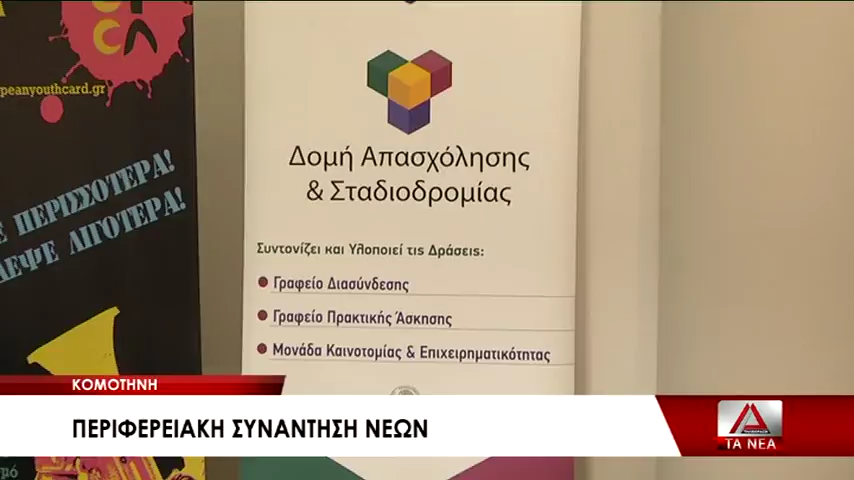 peanyouthcard.gr
ΠΕΡΙΣΣΟΤΕΡΑ!
ΛΙΓΟΤΕΡΑ!
Δομή Απασχόλησης
& Σταδιοδρομίας
Συντονίζει και Υλοποιεί τις Δράσεις:
Γραφείο Διασύνδεσης
Γραφείο Πρακτικής Άσκησης
Μονάδα Καινοτομίας & Επιχειρηματικότητας
ΚΟΜΟΤΗΝΗ
ΠΕΡΙΦΕΡΕΙΑΚΗ ΣΥΝΑΝΤΗΣΗ ΝΕΩΝ
ΤΑ ΝΕΑ